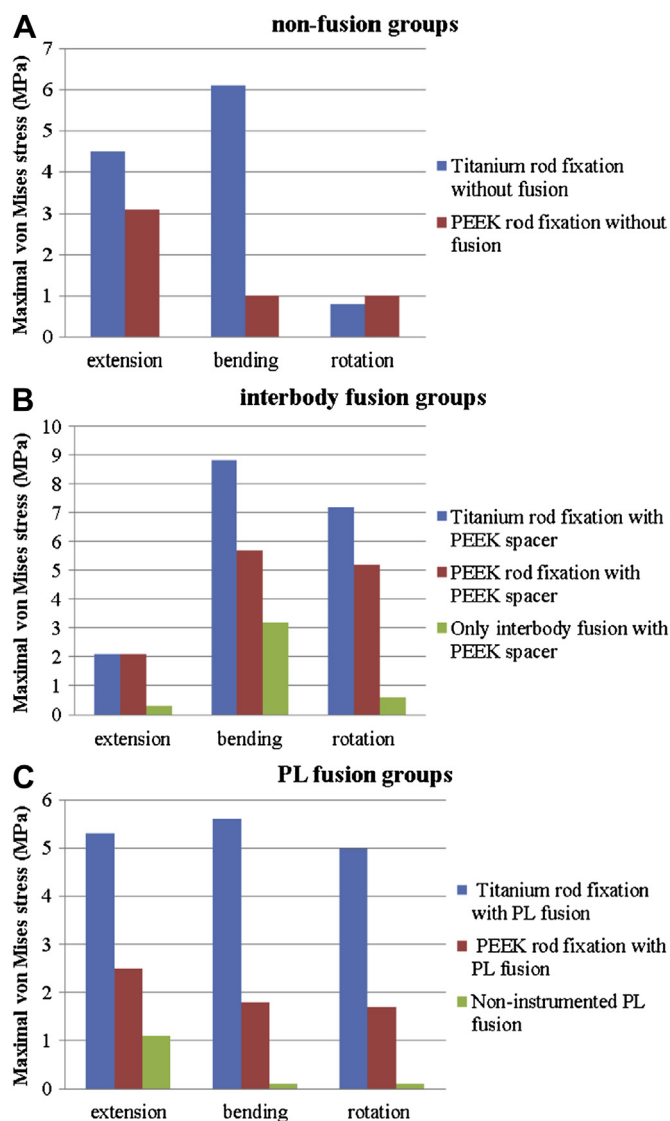 A
non-fusion groups
Maximal von Mises stress (MPa)
7
6
5
4
3
2
1
0
extension
bending
rotation
Titanium rod fixation
without fusion
PEEK rod fixation without
fusion
B
interbody fusion groups
Maximal von Mises stress (MPa)
10
9
8
7
6
5
4
3
2
1
0
extension
bending
rotation
Titanium rod fixation with
PEEK spacer
PEEK rod fixation with
PEEK spacer
Only interbody fusion with
PEEK spacer
C
PL fusion groups
Maximal von Mises stress (MPa)
6
5
4
3
2
1
0
extension
bending
rotation
Titanium rod fixation
with PL fusion
PEEK rod fixation with
PL fusion
Non-instrumented PL
fusion